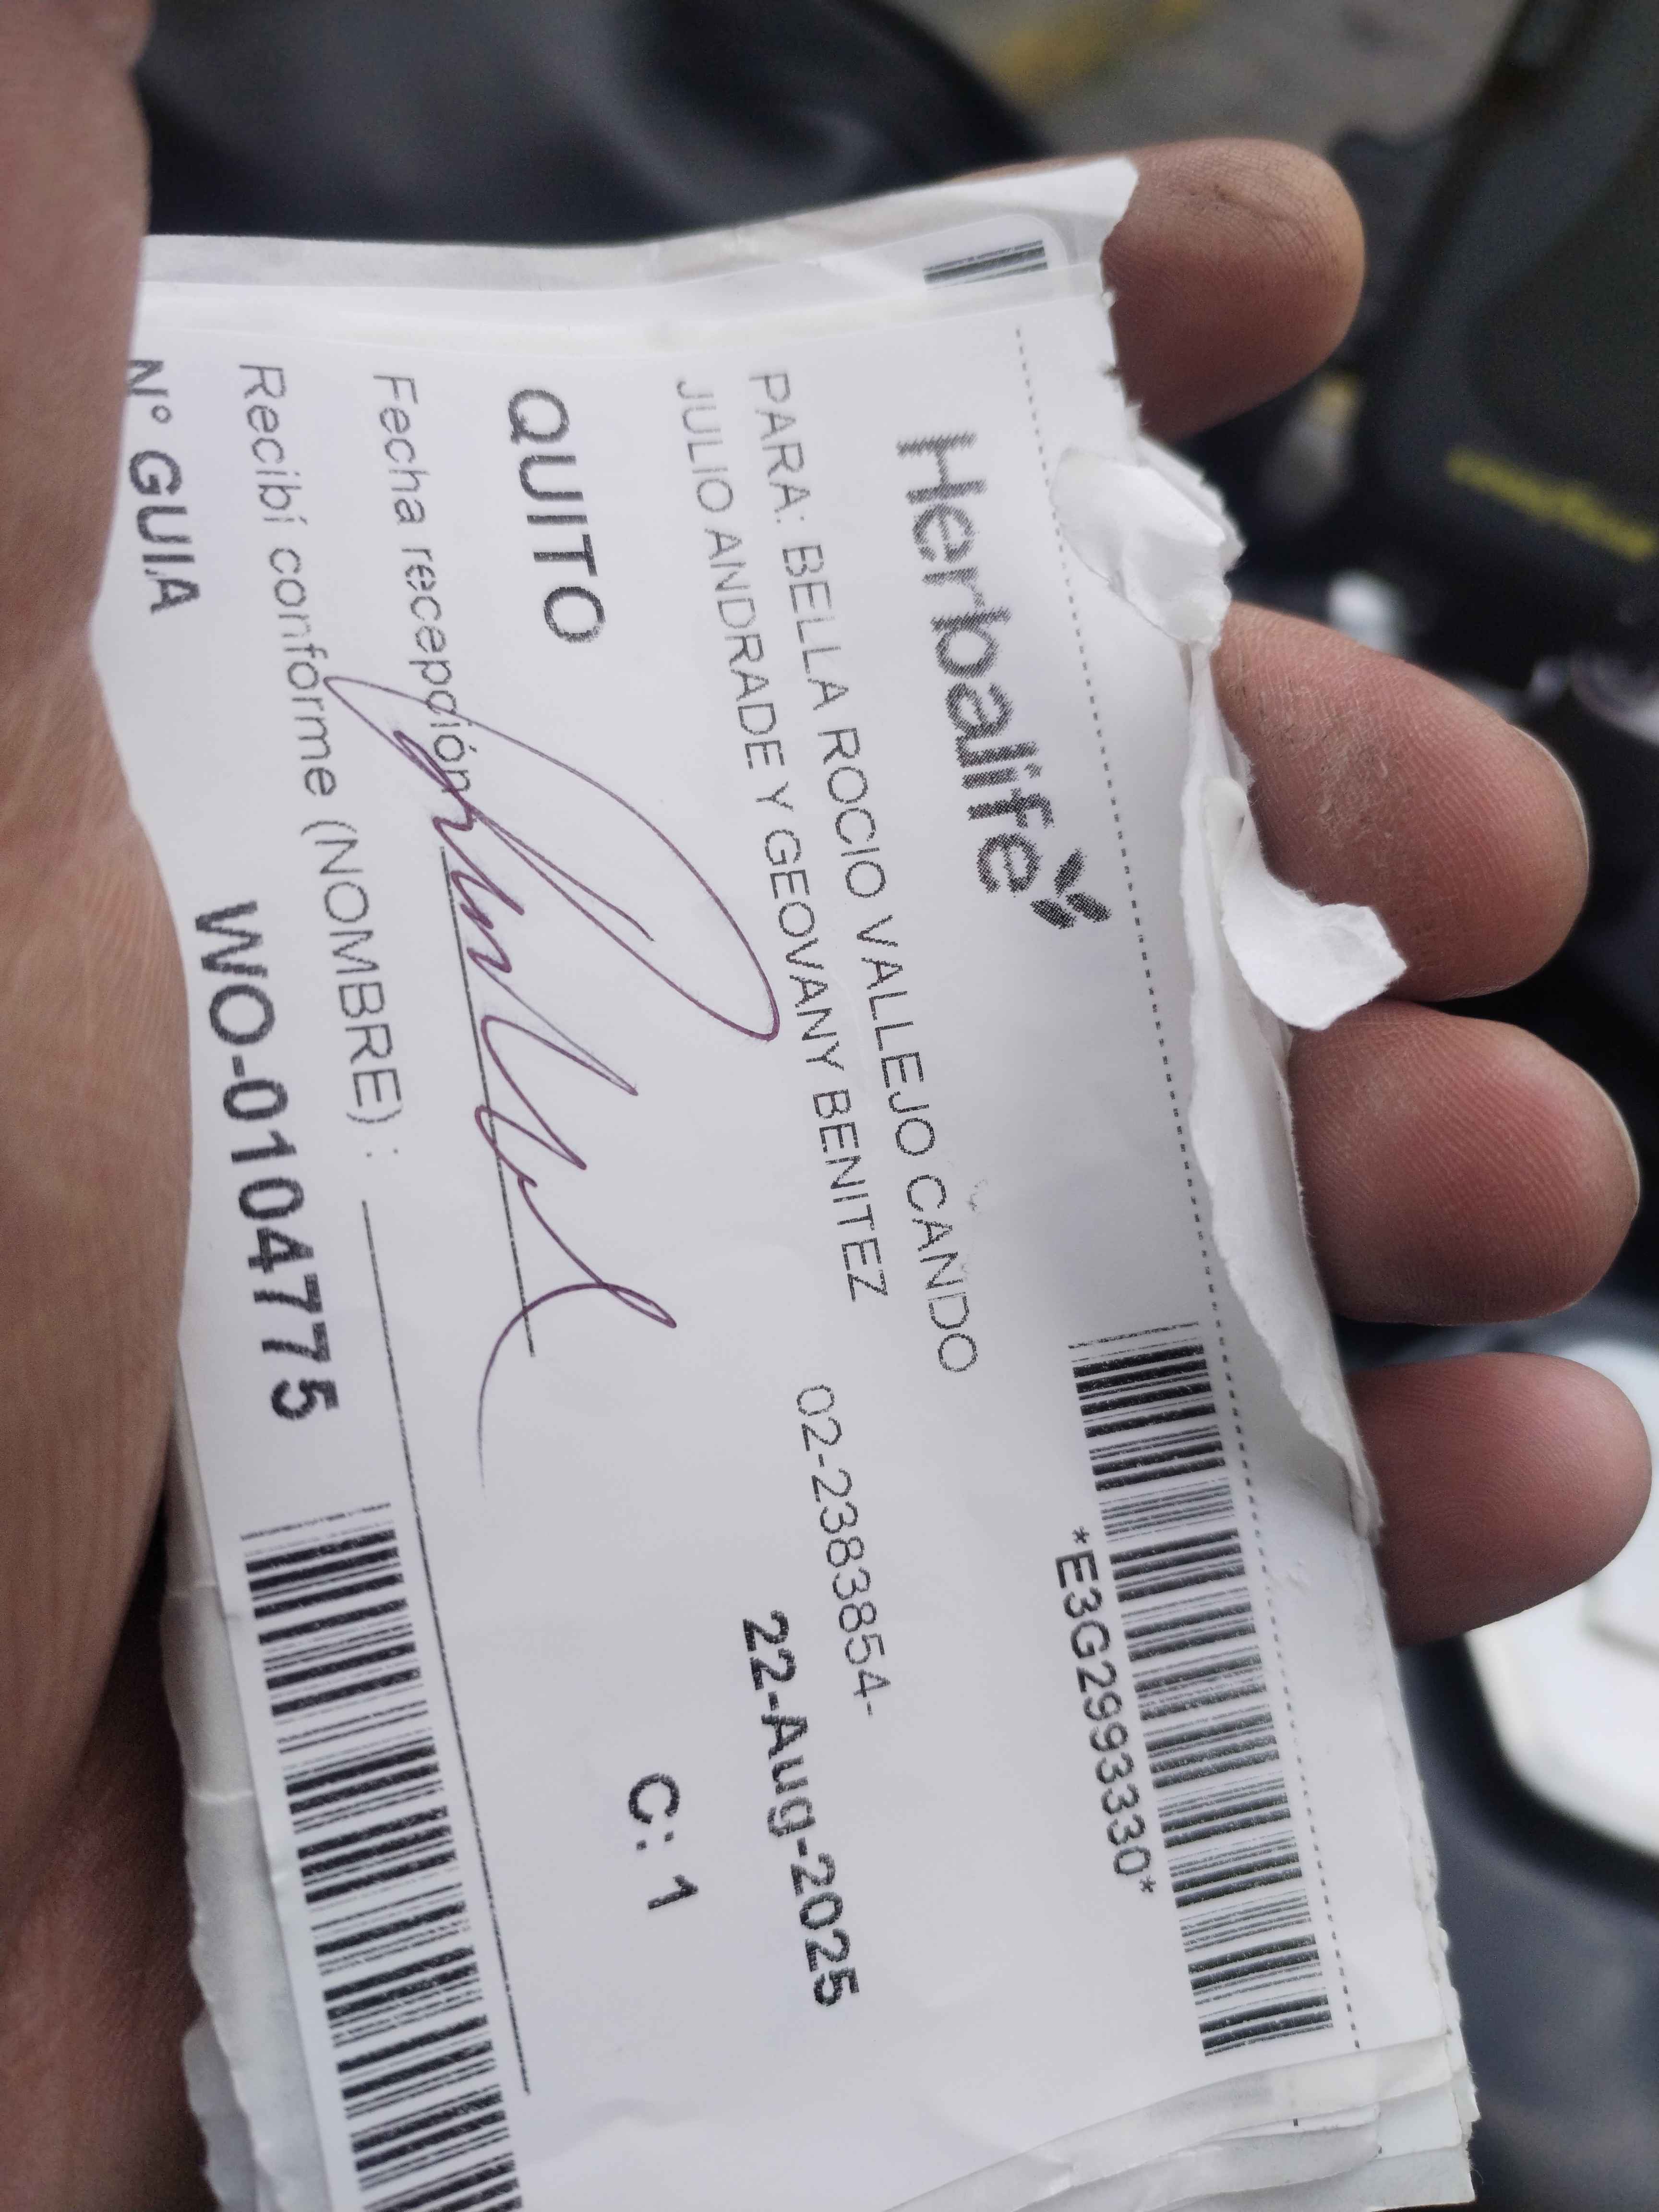 Herbalife
*E3G2993330*
PARA: BELLA ROCIO VALLEJO CANDO
JULIO ANDRADE Y GEOVANY BENITEZ 02-2383854-
22-Aug-2025
QUITO C: 1
Fecha recepción
Recibí conforme (NOMBRE) :
N° GUIA WO-0104775